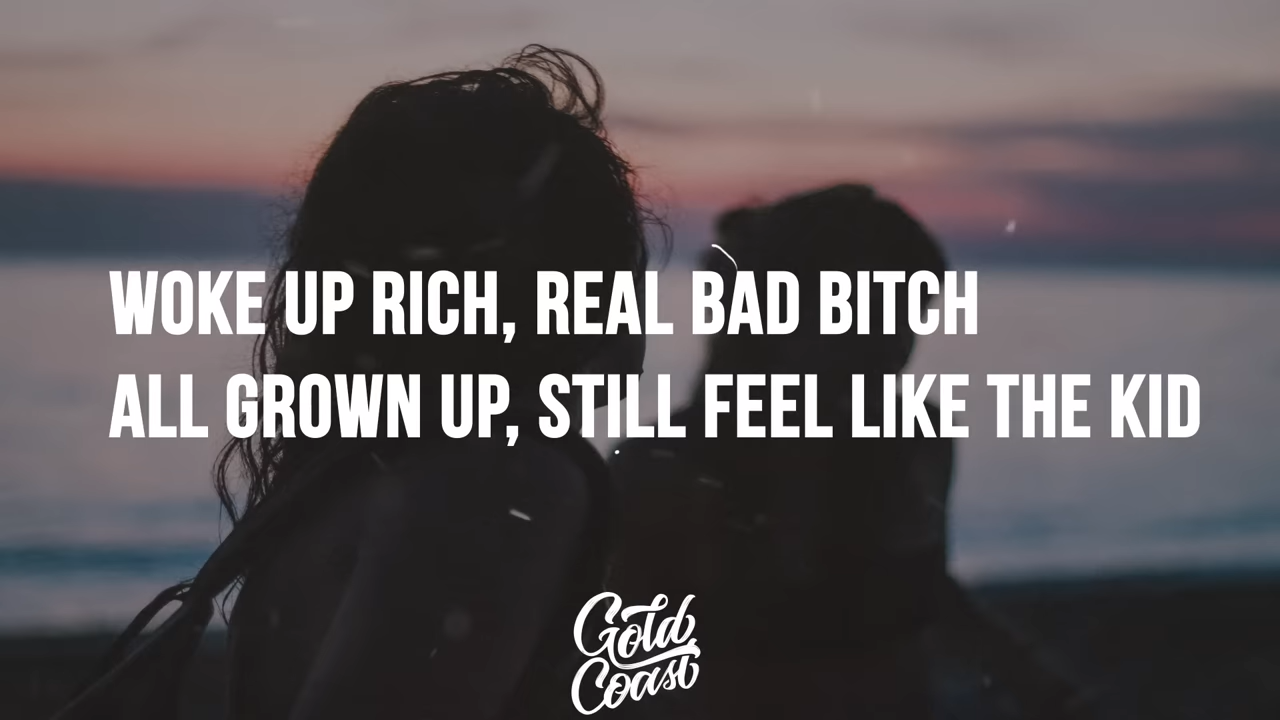 WOKE UP RICH, REAL BAD BITCH
ALL GROWN UP, STILL FEEL LIKE THE KID
Gold
Coast